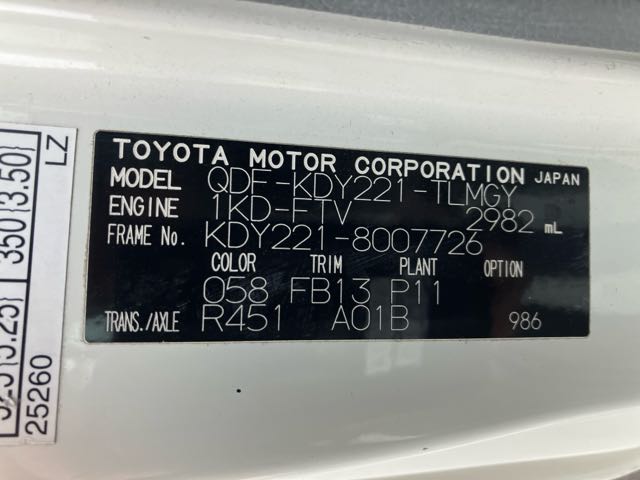 TOYOTA MOTOR CORPORATION JAPAN
MODEL QDF-KDY221-TLMGY
ENGINE 1KD-FTV 2982 mL
FRAME No. KDY221-8007726
COLOR TRIM PLANT OPTION
058 FB13 P11
TRANS./AXLE R451 A01B 986
350(3.50)
LZ
25260